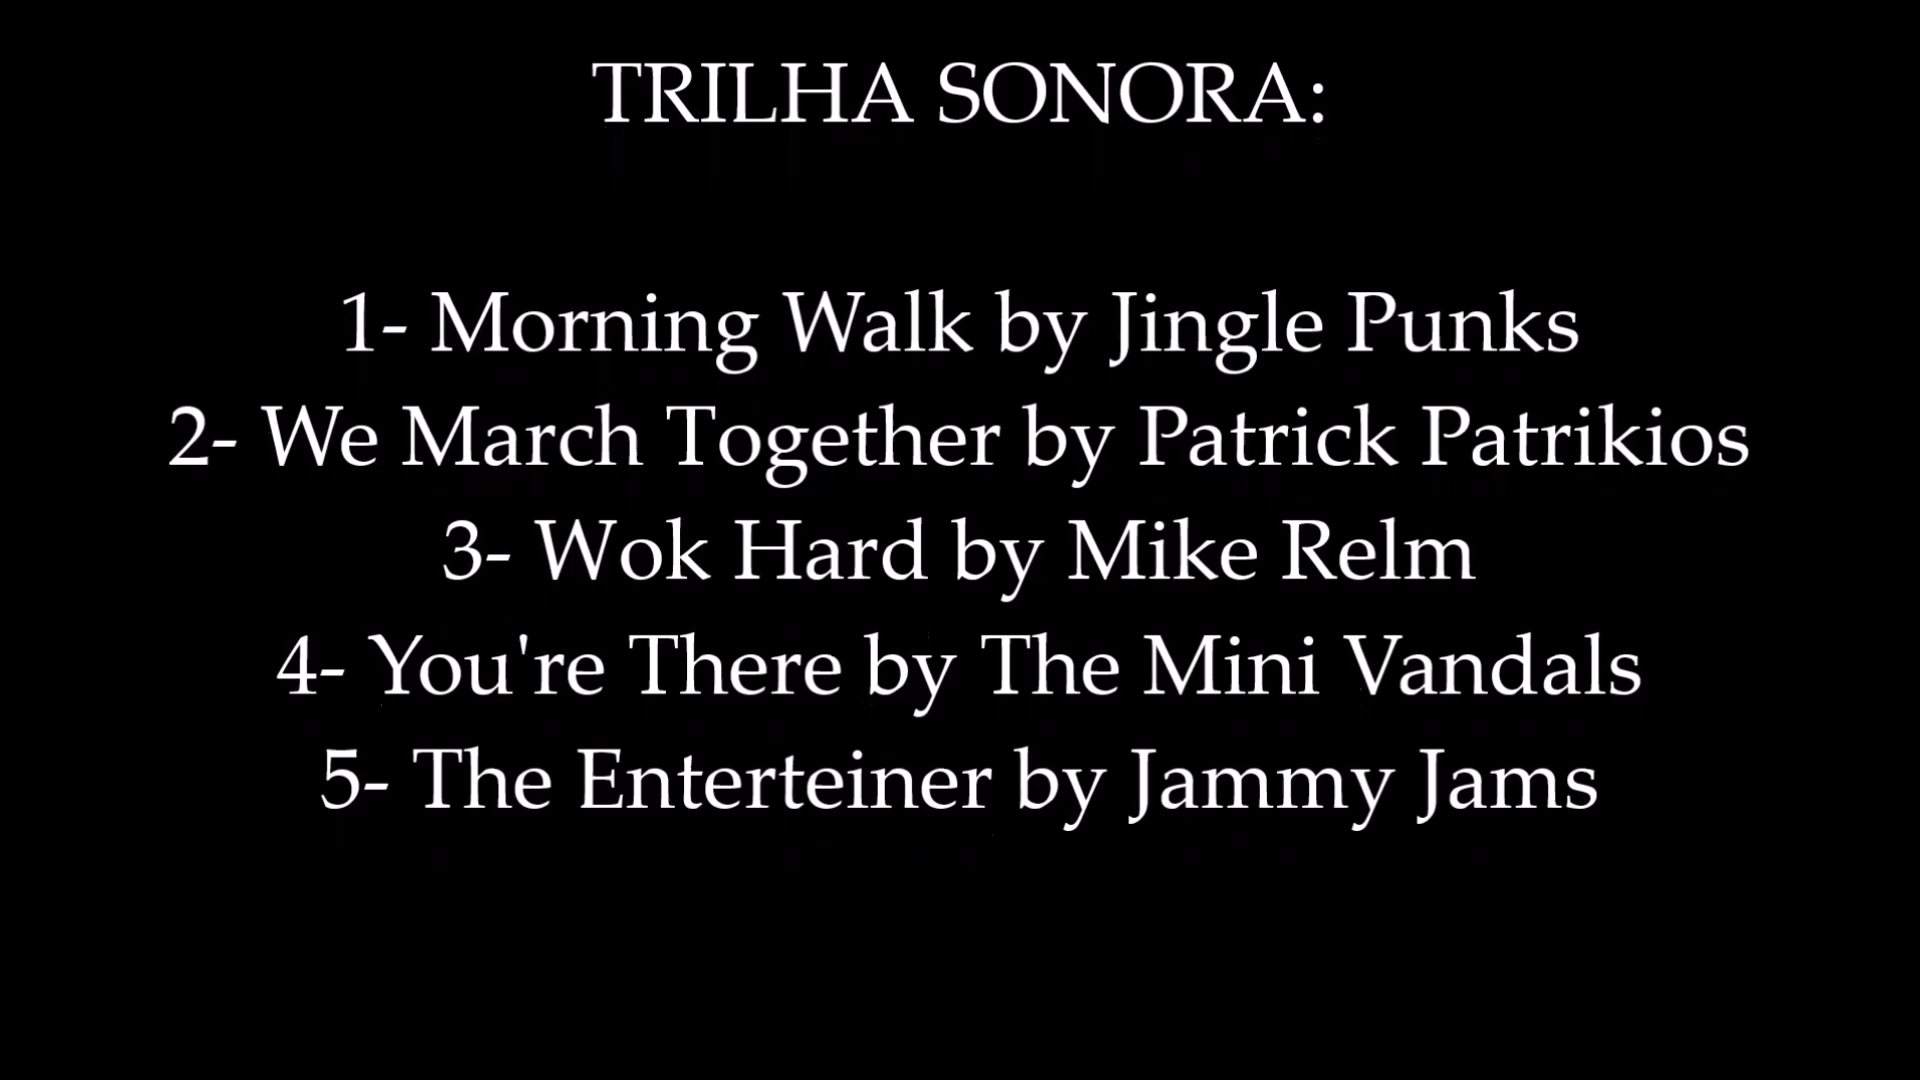 TRILHA SONORA:
1- Morning Walk by Jingle Punks
2- We March Together by Patrick Patrikios
3- Wok Hard by Mike Relm
4- You're There by The Mini Vandals
5- The Enterteiner by Jammy Jams